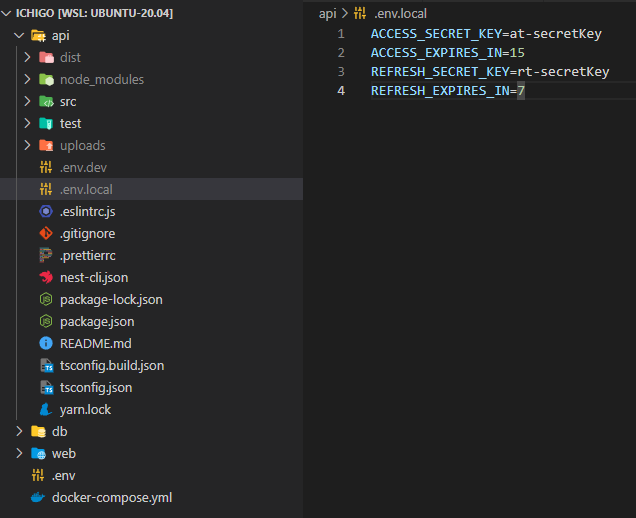 ICHIGO [WSL: UBUNTU-20.04]
api
dist
node_modules
src
test
uploads
.env.dev
.env.local
.eslintrc.js
.gitignore
.prettierrc
nest-cli.json
package-lock.json
package.json
README.md
tsconfig.build.json
tsconfig.json
yarn.lock
db
web
.env
docker-compose.yml
api > .env.local
1 ACCESS_SECRET_KEY=at-secretKey
2 ACCESS_EXPIRES_IN=15
3 REFRESH_SECRET_KEY=rt-secretKey
4 REFRESH_EXPIRES_IN=7